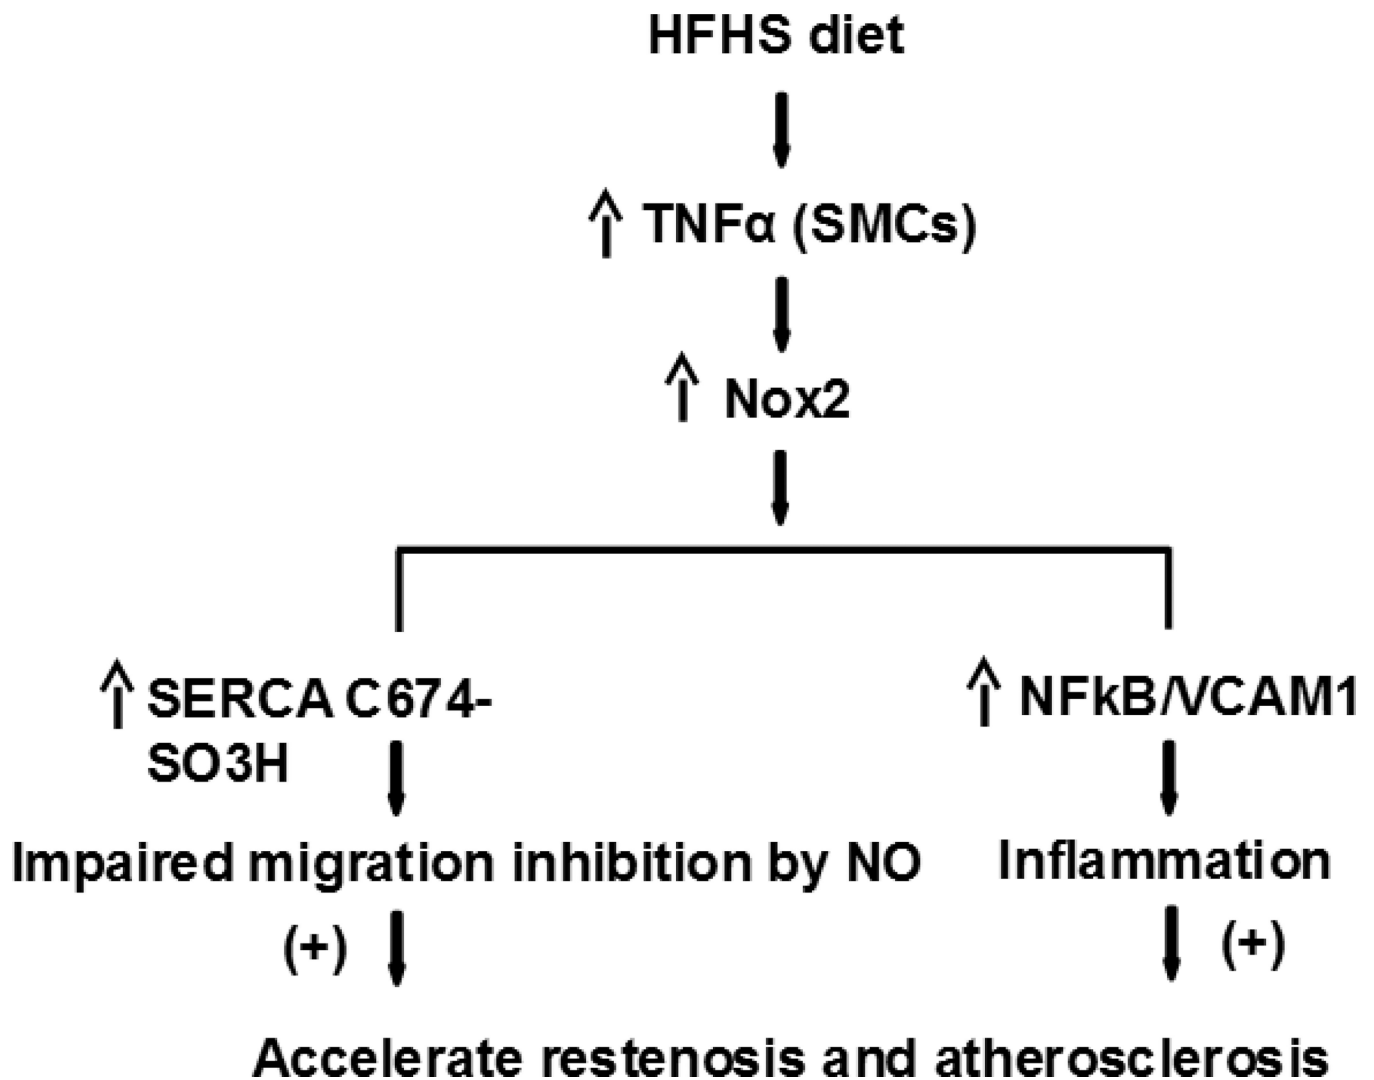 HFHS diet
↑ TNFα (SMCs)
↑ Nox2
↑ SERCA C674-
SO3H
↑ NFkB/VCAM1
Impaired migration inhibition by NO
Inflammation
(+)
(+)
Accelerate restenosis and atherosclerosis